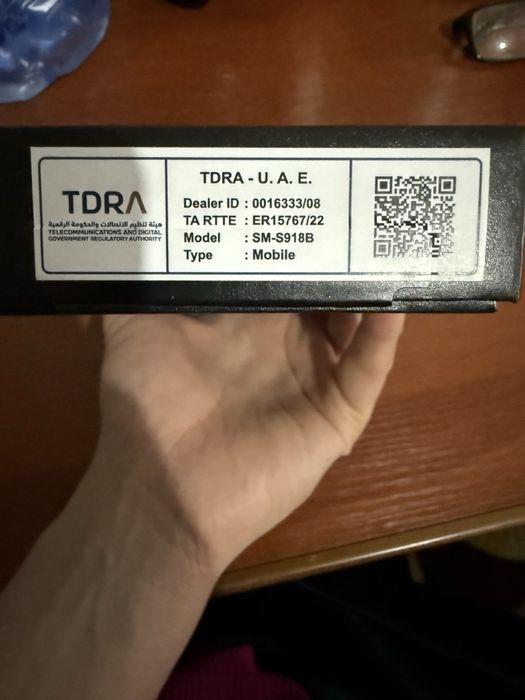 TDRA
هيئة تنظيم الاتصالات والحكومة الرقمية
TELECOMMUNICATIONS AND DIGITAL
GOVERNMENT REGULATORY AUTHORITY
TDRA - U. A. E.
Dealer ID : 0016333/08
TA RTTE : ER15767/22
Model : SM-S918B
Type : Mobile